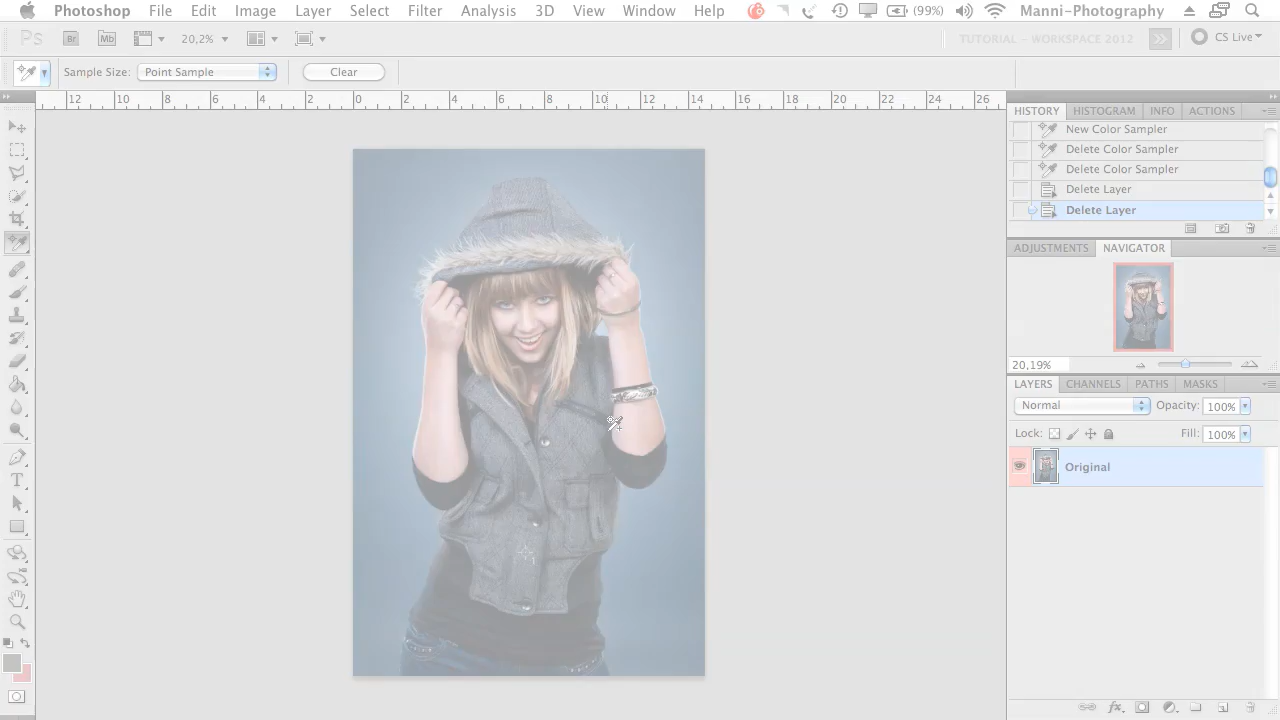 Photoshop File Edit Image Layer Select Filter Analysis 3D View Window Help (99%) Manni-Photography
Ps Br Mb 20,2% TUTORIAL - WORKSPACE 2012 CS Live
Sample Size: Point Sample Clear
12 10 8 6 4 2 0 2 4 6 8 10 12 14 16 18 20 22 24 26
HISTORY HISTOGRAM INFO ACTIONS
New Color Sampler
Delete Color Sampler
Delete Color Sampler
Delete Layer
Delete Layer
ADJUSTMENTS NAVIGATOR
20,19%
LAYERS CHANNELS PATHS MASKS
Normal Opacity: 100%
Lock: Fill: 100%
Original